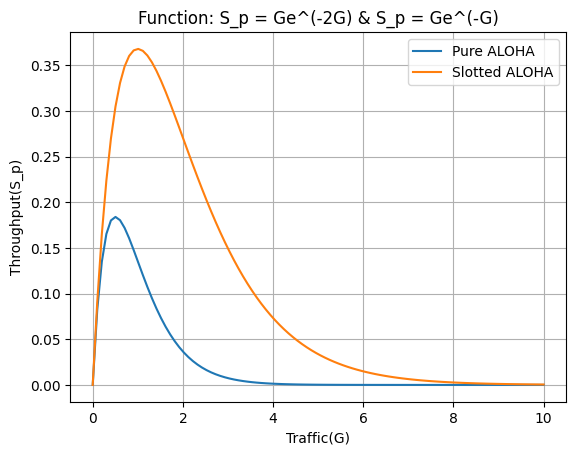 Function: S_p = Ge^(-2G) & S_p = Ge^(-G)
Pure ALOHA
Slotted ALOHA
Throughput(S_p)
0.35
0.30
0.25
0.20
0.15
0.10
0.05
0.00
0 2 4 6 8 10
Traffic(G)